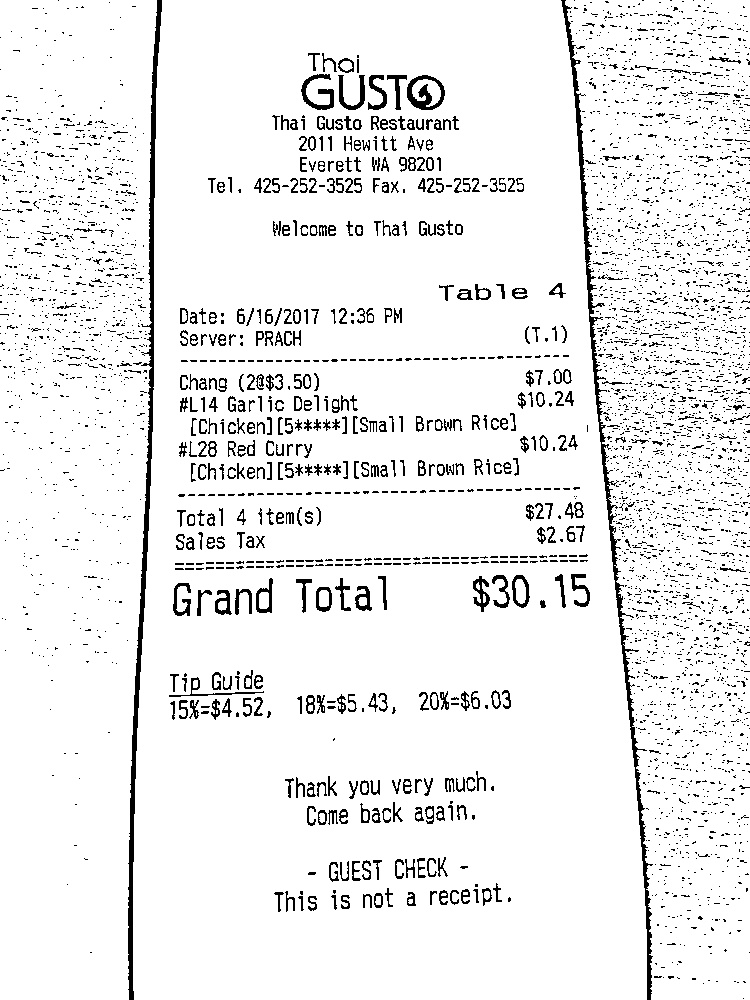 Thai
GUSTO
Thai Gusto Restaurant
2011 Hewitt Ave
Everett WA 98201
Tel. 425-252-3525 Fax. 425-252-3525
Welcome to Thai Gusto
Table 4
Date: 6/16/2017 12:36 PM
Server: PRACH (T.1)
Chang (2@$3.50) $7.00
#L14 Garlic Delight $10.24
[Chicken][5*****][Small Brown Rice]
#L28 Red Curry $10.24
[Chicken][5*****][Small Brown Rice]
Total 4 item(s) $27.48
Sales Tax $2.67
Grand Total $30.15
Tip Guide
15%=$4.52, 18%=$5.43, 20%=$6.03
Thank you very much.
Come back again.
- GUEST CHECK -
This is not a receipt.